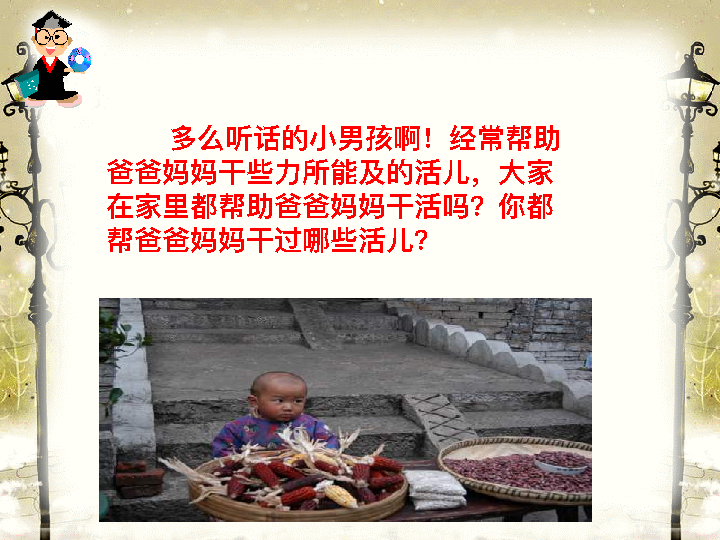 多么听话的小男孩啊！经常帮助
爸爸妈妈干些力所能及的活儿，大家
在家里都帮助爸爸妈妈干活吗？你都
帮爸爸妈妈干过哪些活儿？